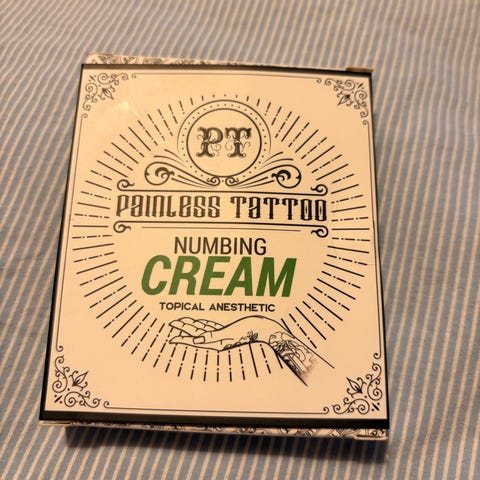 PT
PAINLESS TATTOO
NUMBING
CREAM
TOPICAL ANESTHETIC